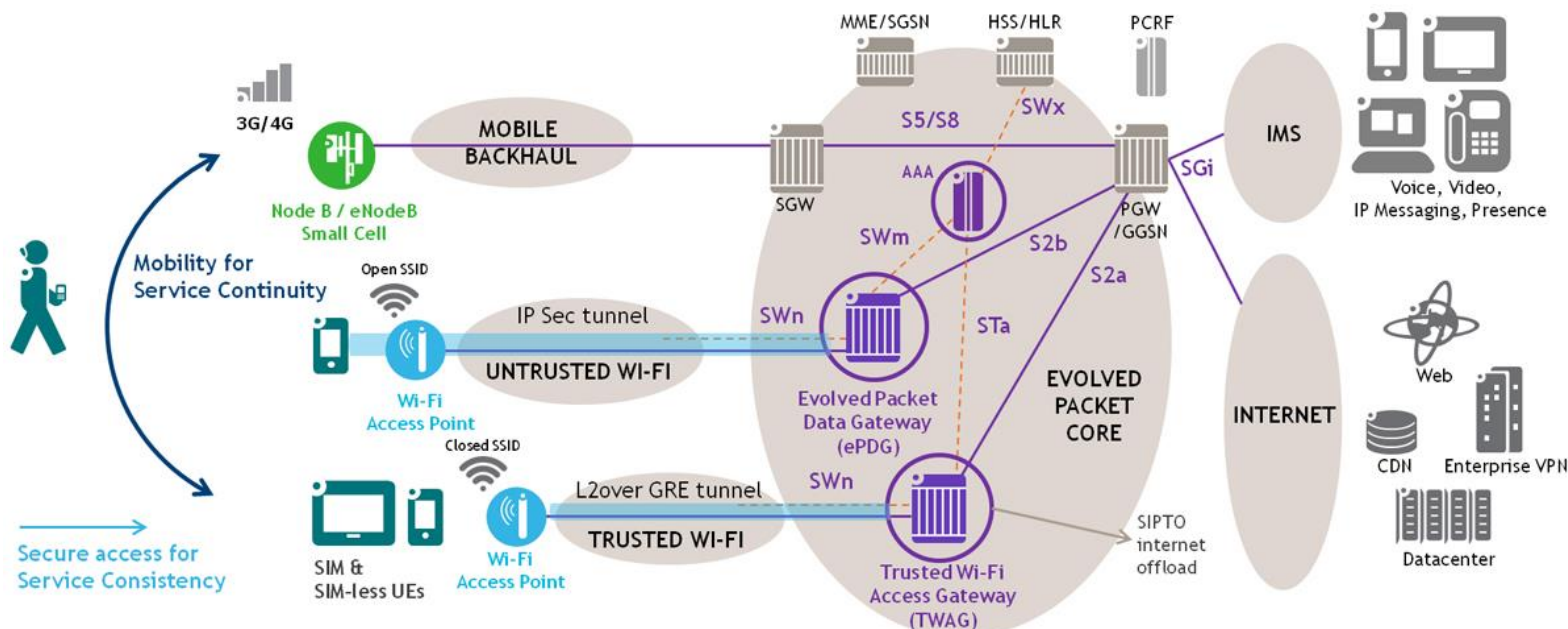 MME/SGSN
HSS/HLR
PCRF
3G/4G
MOBILE
BACKHAUL
S5/S8
SWx
IMS
AAA
SGi
SGW
PGW
/GGSN
Voice, Video,
IP Messaging, Presence
Node B / eNodeB
Small Cell
SWm
S2b
S2a
Mobility for
Service Continuity
Open SSID
IP Sec tunnel
SWn
STa
UNTRUSTED WI-FI
Wi-Fi
Access Point
Evolved Packet
Data Gateway
(ePDG)
EVOLVED
PACKET
CORE
INTERNET
Web
CDN
Enterprise VPN
Closed SSID
L2over GRE tunnel
SWn
TRUSTED WI-FI
SIPTO
internet
offload
Datacenter
Secure access for
Service Consistency
SIM &
SIM-less UEs
Wi-Fi
Access Point
Trusted Wi-Fi
Access Gateway
(TWAG)